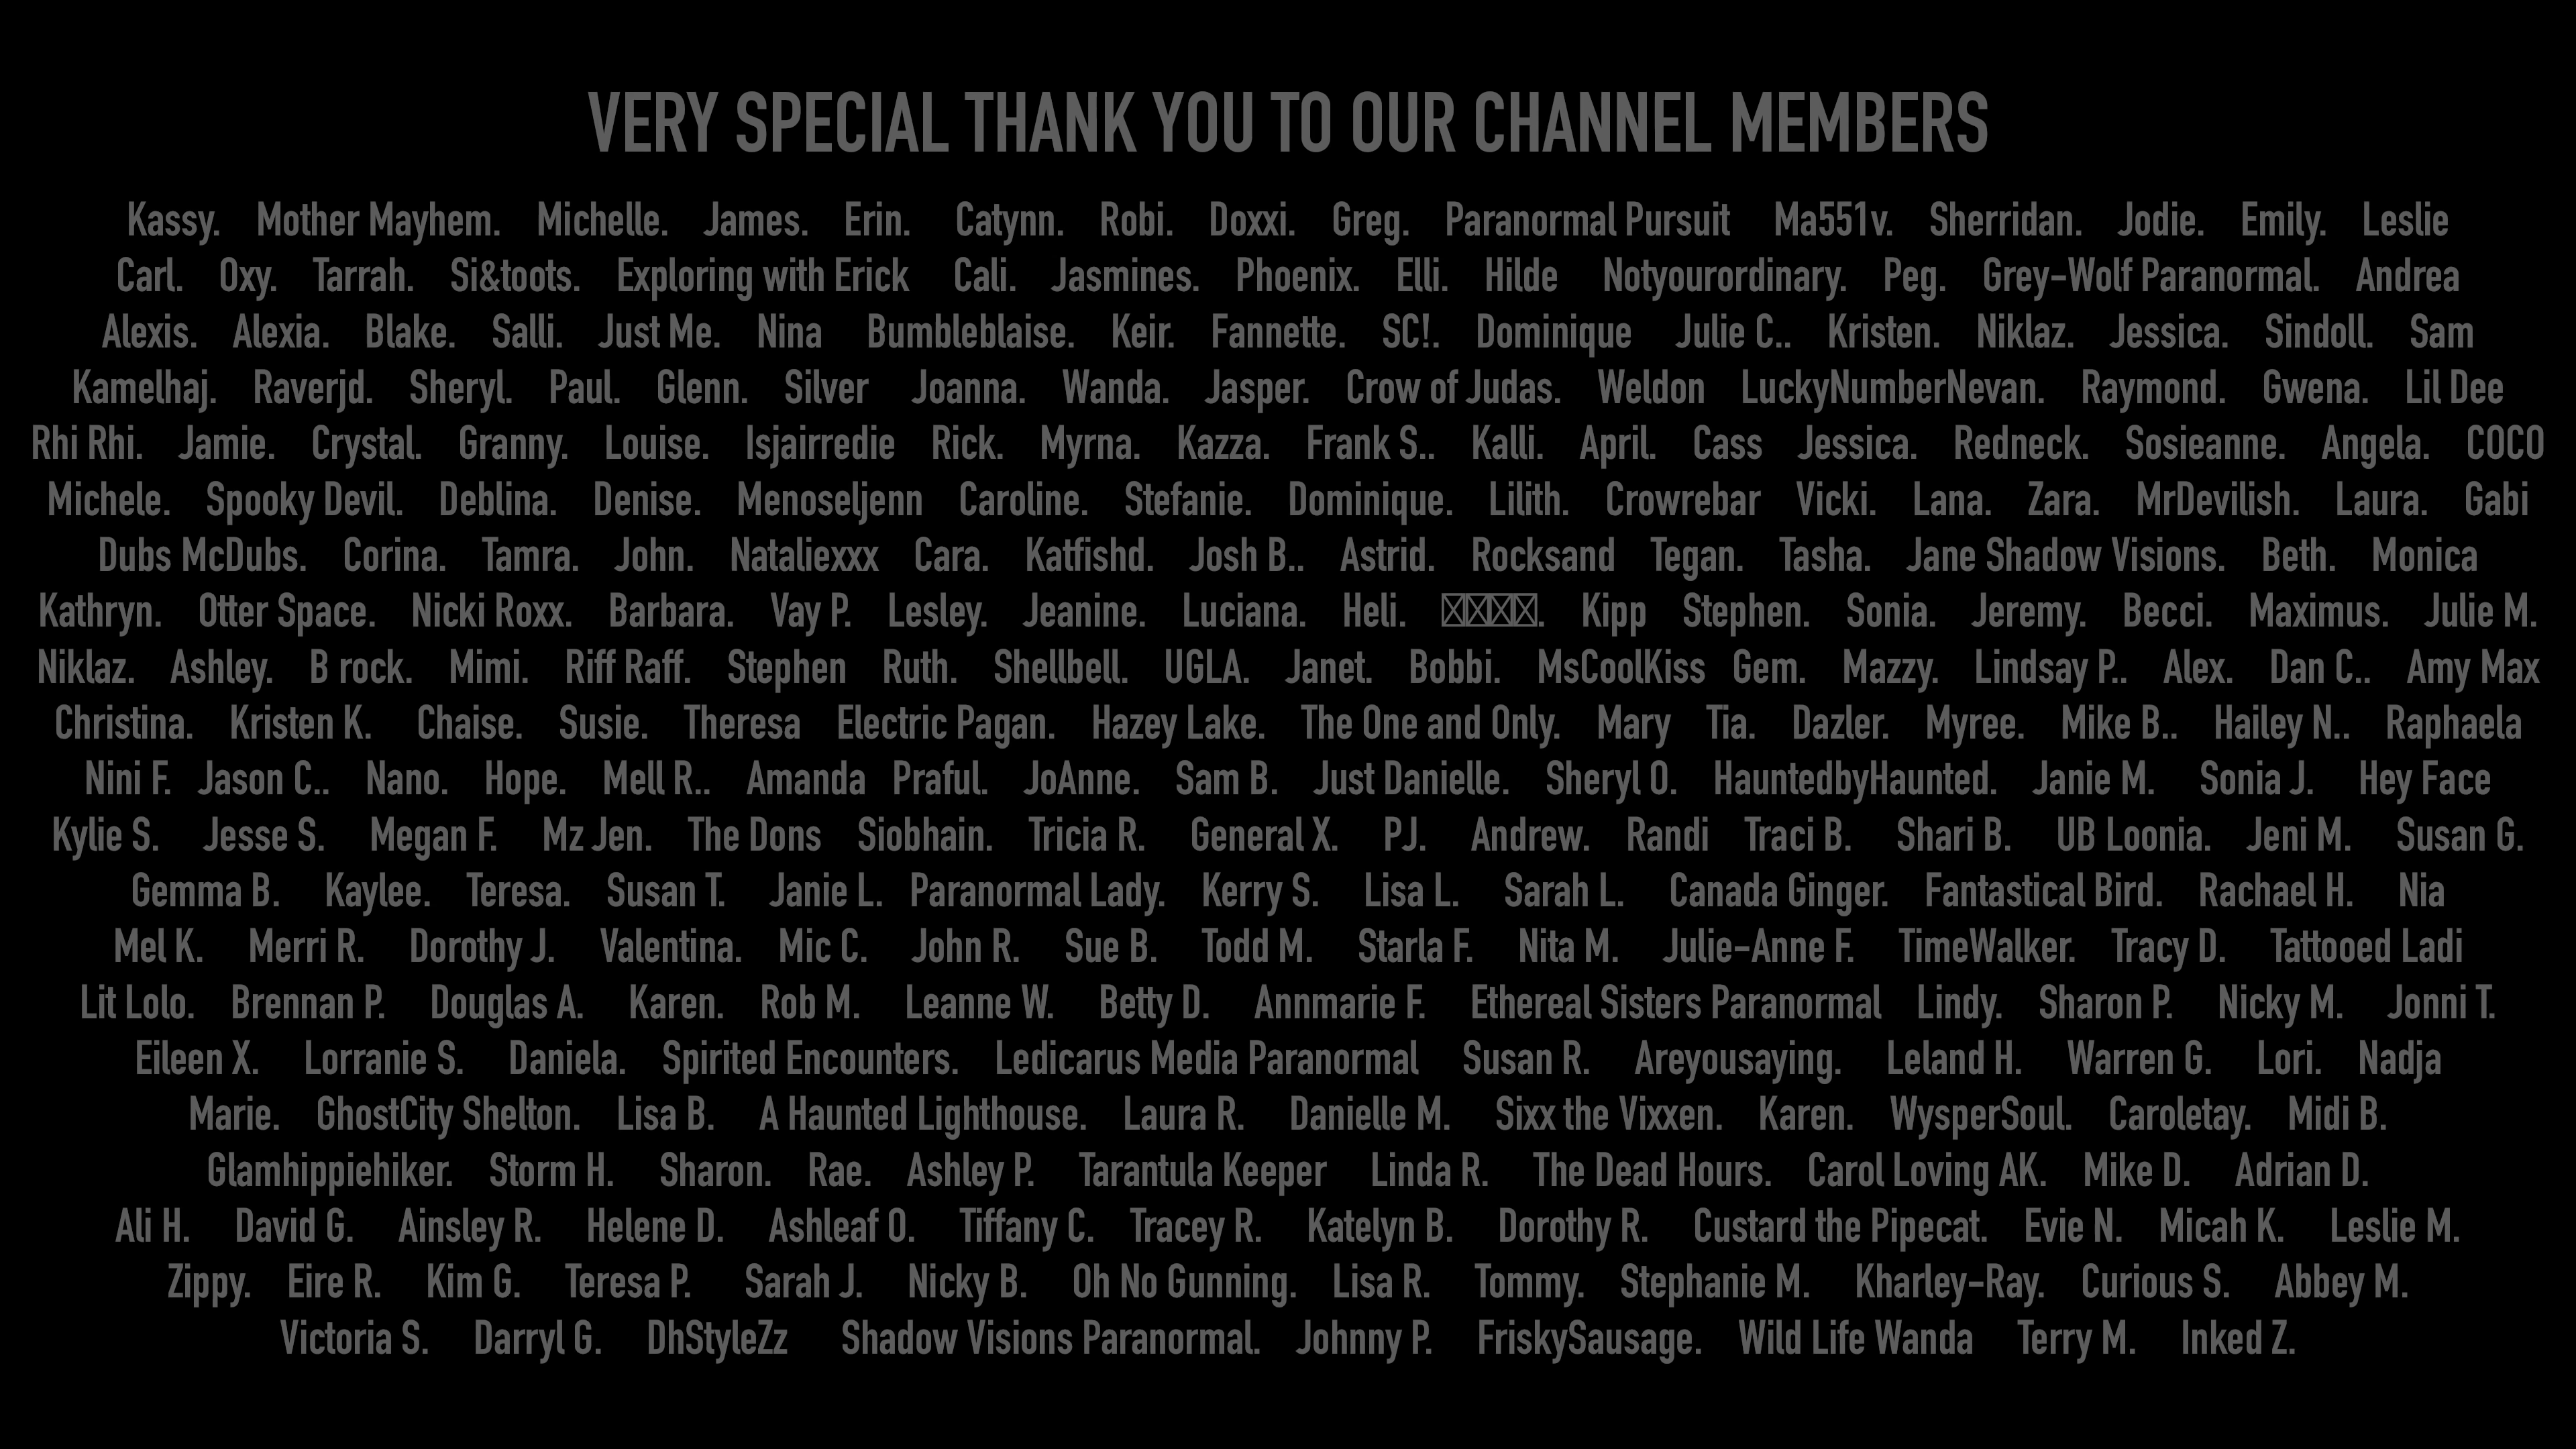 VERY SPECIAL THANK YOU TO OUR CHANNEL MEMBERS
Kassy. Mother Mayhem. Michelle. James. Erin. Catynn. Robi. Doxxi. Greg. Paranormal Pursuit Ma551v. Sherridan. Jodie. Emily. Leslie
Carl. Oxy. Tarrah. Si&toots. Exploring with Erick Cali. Jasmines. Phoenix. Elli. Hilde Notyourordinary. Peg. Grey-Wolf Paranormal. Andrea
Alexis. Alexia. Blake. Salli. Just Me. Nina Bumbleblaise. Keir. Fannette. SC!. Dominique Julie C.. Kristen. Niklaz. Jessica. Sindoll. Sam
Kamelhaj. Raverjd. Sheryl. Paul. Glenn. Silver Joanna. Wanda. Jasper. Crow of Judas. Weldon LuckyNumberNevan. Raymond. Gwena. Lil Dee
Rhi Rhi. Jamie. Crystal. Granny. Louise. Isjairredie Rick. Myrna. Kazza. Frank S.. Kalli. April. Cass Jessica. Redneck. Sosieanne. Angela. COCO
Michele. Spooky Devil. Deblina. Denise. Menoseljenn Caroline. Stefanie. Dominique. Lilith. Crowrebar Vicki. Lana. Zara. MrDevilish. Laura. Gabi
Dubs McDubs. Corina. Tamra. John. Nataliexxx Cara. Katfishd. Josh B.. Astrid. Rocksand Tegan. Tasha. Jane Shadow Visions. Beth. Monica
Kathryn. Otter Space. Nicki Roxx. Barbara. Vay P. Lesley. Jeanine. Luciana. Heli. Kipp Stephen. Sonia. Jeremy. Becci. Maximus. Julie M.
Niklaz. Ashley. B rock. Mimi. Riff Raff. Stephen Ruth. Shellbell. UGLA. Janet. Bobbi. MsCoolKiss Gem. Mazzy. Lindsay P.. Alex. Dan C.. Amy Max
Christina. Kristen K. Chaise. Susie. Theresa Electric Pagan. Hazey Lake. The One and Only. Mary Tia. Dazler. Myree. Mike B.. Hailey N.. Raphaela
Nini F. Jason C.. Nano. Hope. Mell R.. Amanda Praful. JoAnne. Sam B. Just Danielle. Sheryl O. HauntedbyHaunted. Janie M. Sonia J. Hey Face
Kylie S. Jesse S. Megan F. Mz Jen. The Dons Siobhain. Tricia R. General X. PJ. Andrew. Randi Traci B. Shari B. UB Loonia. Jeni M. Susan G.
Gemma B. Kaylee. Teresa. Susan T. Janie L. Paranormal Lady. Kerry S. Lisa L. Sarah L. Canada Ginger. Fantastical Bird. Rachael H. Nia
Mel K. Merri R. Dorothy J. Valentina. Mic C. John R. Sue B. Todd M. Starla F. Nita M. Julie-Anne F. TimeWalker. Tracy D. Tattooed Ladi
Lit Lolo. Brennan P. Douglas A. Karen. Rob M. Leanne W. Betty D. Annmarie F. Ethereal Sisters Paranormal Lindy. Sharon P. Nicky M. Jonni T.
Eileen X. Lorranie S. Daniela. Spirited Encounters. Ledicarus Media Paranormal Susan R. Areyousaying. Leland H. Warren G. Lori. Nadja
Marie. GhostCity Shelton. Lisa B. A Haunted Lighthouse. Laura R. Danielle M. Sixx the Vixxen. Karen. WysperSoul. Caroletay. Midi B.
Glamhippiehiker. Storm H. Sharon. Rae. Ashley P. Tarantula Keeper Linda R. The Dead Hours. Carol Loving AK. Mike D. Adrian D.
Ali H. David G. Ainsley R. Helene D. Ashleaf O. Tiffany C. Tracey R. Katelyn B. Dorothy R. Custard the Pipecat. Evie N. Micah K. Leslie M.
Zippy. Eire R. Kim G. Teresa P. Sarah J. Nicky B. Oh No Gunning. Lisa R. Tommy. Stephanie M. Kharley-Ray. Curious S. Abbey M.
Victoria S. Darryl G. DhStyleZz Shadow Visions Paranormal. Johnny P. FriskySausage. Wild Life Wanda Terry M. Inked Z.